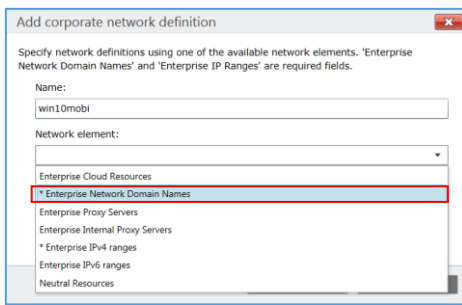 Add corporate network definition
Specify network definitions using one of the available network elements. 'Enterprise
Network Domain Names' and 'Enterprise IP Ranges' are required fields.
Name:
win10mobi
Network element:
Enterprise Cloud Resources
* Enterprise Network Domain Names
Enterprise Proxy Servers
Enterprise Internal Proxy Servers
* Enterprise IPv4 ranges
Enterprise IPv6 ranges
Neutral Resources